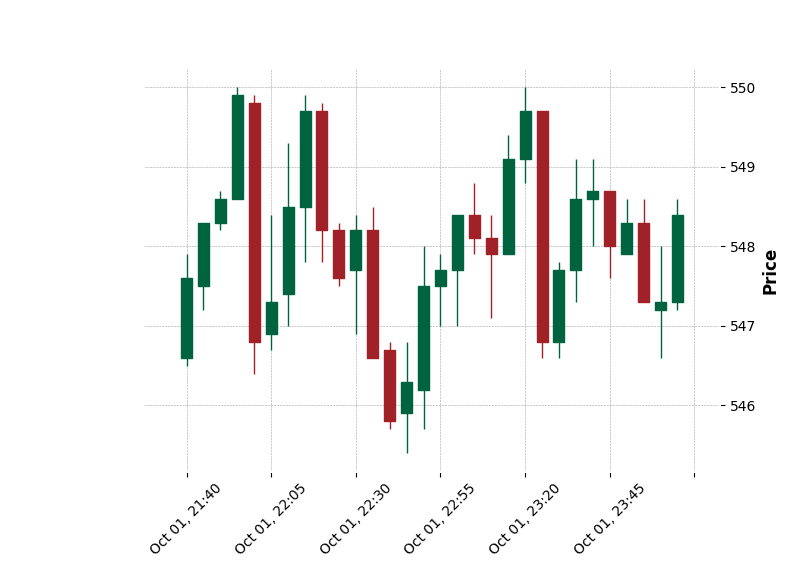 550
549
548
547
546
Price
Oct 01, 21:40
Oct 01, 22:05
Oct 01, 22:30
Oct 01, 22:55
Oct 01, 23:20
Oct 01, 23:45